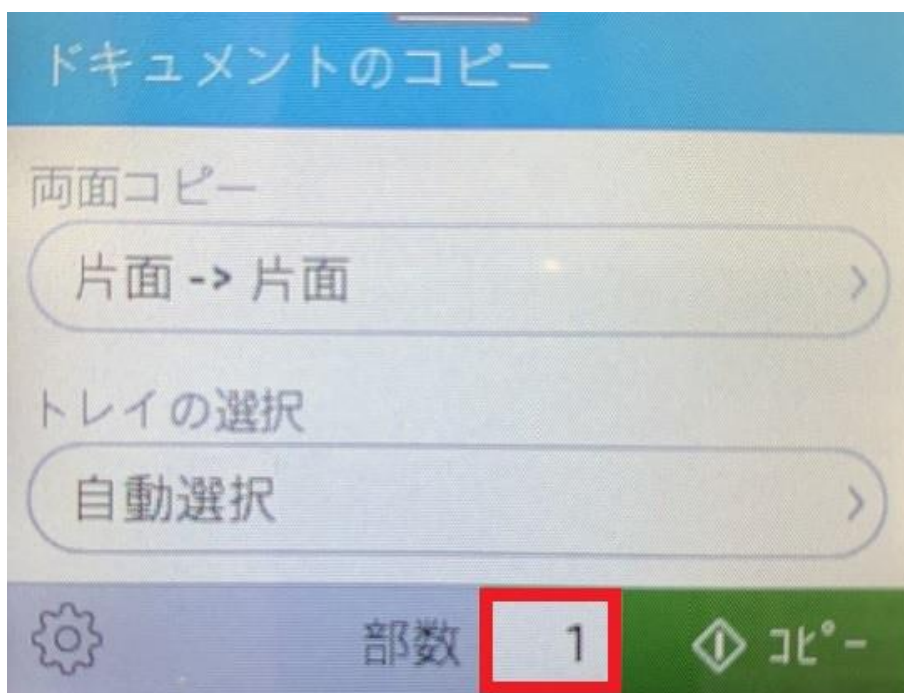 ドキュメントのコピー
両面コピー
片面 -> 片面
トレイの選択
自動選択
部数 1 コピー